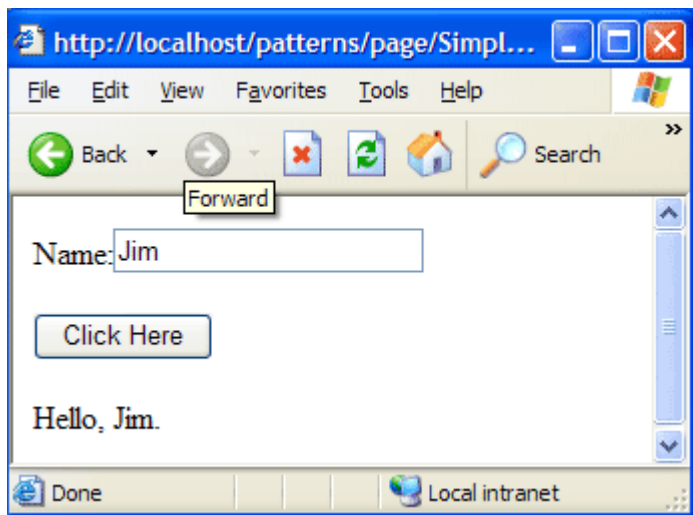 http://localhost/patterns/page/Simpl...
File Edit View Favorites Tools Help
Back Search »
Forward
Name: Jim
Click Here
Hello, Jim.
Done Local intranet